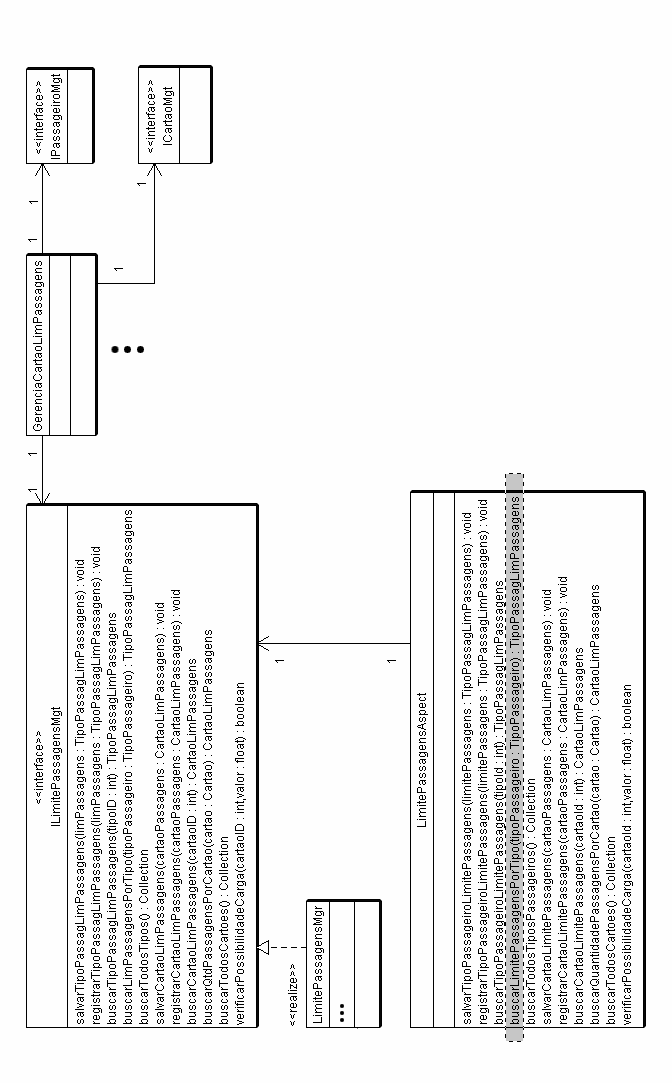 <<interface>>
IPassageiroMgt
<<interface>>
ICartaoMgt
1
1
1
1
GerenciaCartaoLimPassagens
1
1
<<interface>>
ILimitePassagensMgt
salvarTipoPassagLimPassagens(limPassagens : TipoPassagLimPassagens) : void
registrarTipoPassagLimPassagens(limPassagens : TipoPassagLimPassagens) : void
buscarTipoPassagLimPassagens(tipoID : int) : TipoPassagLimPassagens
buscarLimPassagensPorTipo(tipoPassageiro : TipoPassageiro) : TipoPassagLimPassagens
buscarTodosTipos() : Collection
salvarCartaoLimPassagens(cartaoPassagens : CartaoLimPassagens) : void
registrarCartaoLimPassagens(cartaoPassagens : CartaoLimPassagens) : void
buscarCartaoLimPassagens(cartaoID : int) : CartaoLimPassagens
buscarQtdPassagensPorCartao(cartao : Cartao) : CartaoLimPassagens
buscarTodosCartoes() : Collection
verificarPossibilidadeCarga(cartaoID : int,valor : float) : boolean
1
1
<<realize>>
LimitePassagensMgr
LimitePassagensAspect
salvarTipoPassageiroLimitePassagens(limitePassagens : TipoPassagLimPassagens) : void
registrarTipoPassageiroLimitePassagens(limitePassagens : TipoPassagLimPassagens) : void
buscarTipoPassageiroLimitePassagens(tipoId : int) : TipoPassagLimPassagens
buscarLimitePassagensPorTipo(tipoPassageiro : TipoPassageiro) : TipoPassagLimPassagens
buscarTodosTiposPassageiros() : Collection
salvarCartaoLimitePassagens(cartaoPassagens : CartaoLimPassagens) : void
registrarCartaoLimitePassagens(cartaoPassagens : CartaoLimPassagens) : void
buscarCartaoLimitePassagens(cartaoId : int) : CartaoLimPassagens
buscarQuantidadePassagensPorCartao(cartao : Cartao) : CartaoLimPassagens
buscarTodosCartoes() : Collection
verificarPossibilidadeCarga(cartaoId : int,valor : float) : boolean